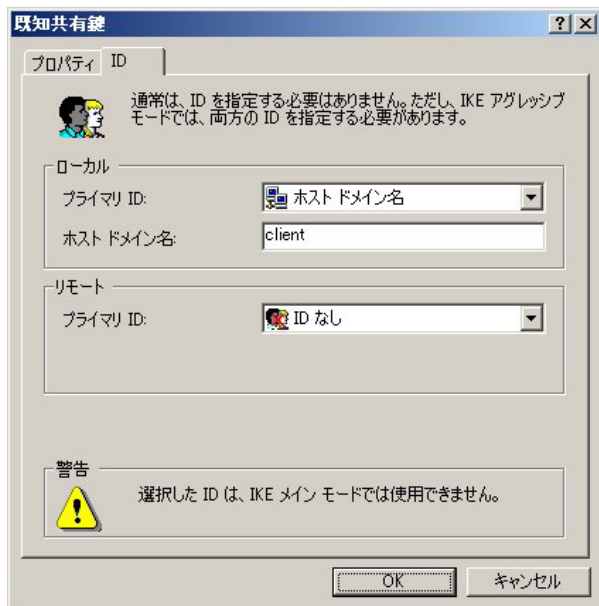 既知共有鍵
プロパティ ID
通常は、ID を指定する必要はありません。ただし、IKE アグレッシブ
モードでは、両方の ID を指定する必要があります。
ローカル
プライマリ ID:
ホスト ドメイン名
ホスト ドメイン名:
client
リモート
プライマリ ID:
ID なし
警告
選択した ID は、IKE メイン モードでは使用できません。
OK
キャンセル